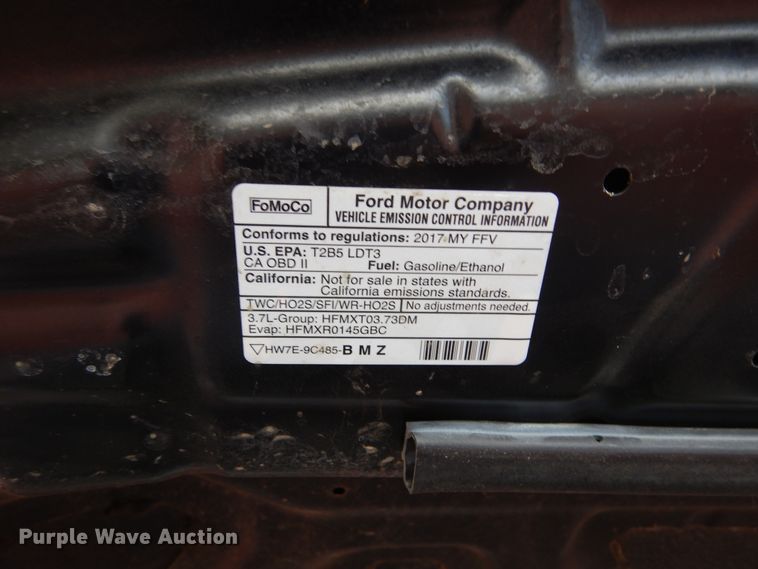 FoMoCo
Ford Motor Company
VEHICLE EMISSION CONTROL INFORMATION
Conforms to regulations: 2017 MY FFV
U.S. EPA: T2B5 LDT3
CA OBD II Fuel: Gasoline/Ethanol
California: Not for sale in states with
California emissions standards.
TWC/HO2S/SFI/WR-HO2S No adjustments needed.
3.7L-Group: HFMXT03.73DM
Evap: HFMXR0145GBC
HW7E-9C485-B M Z
Purple Wave Auction®